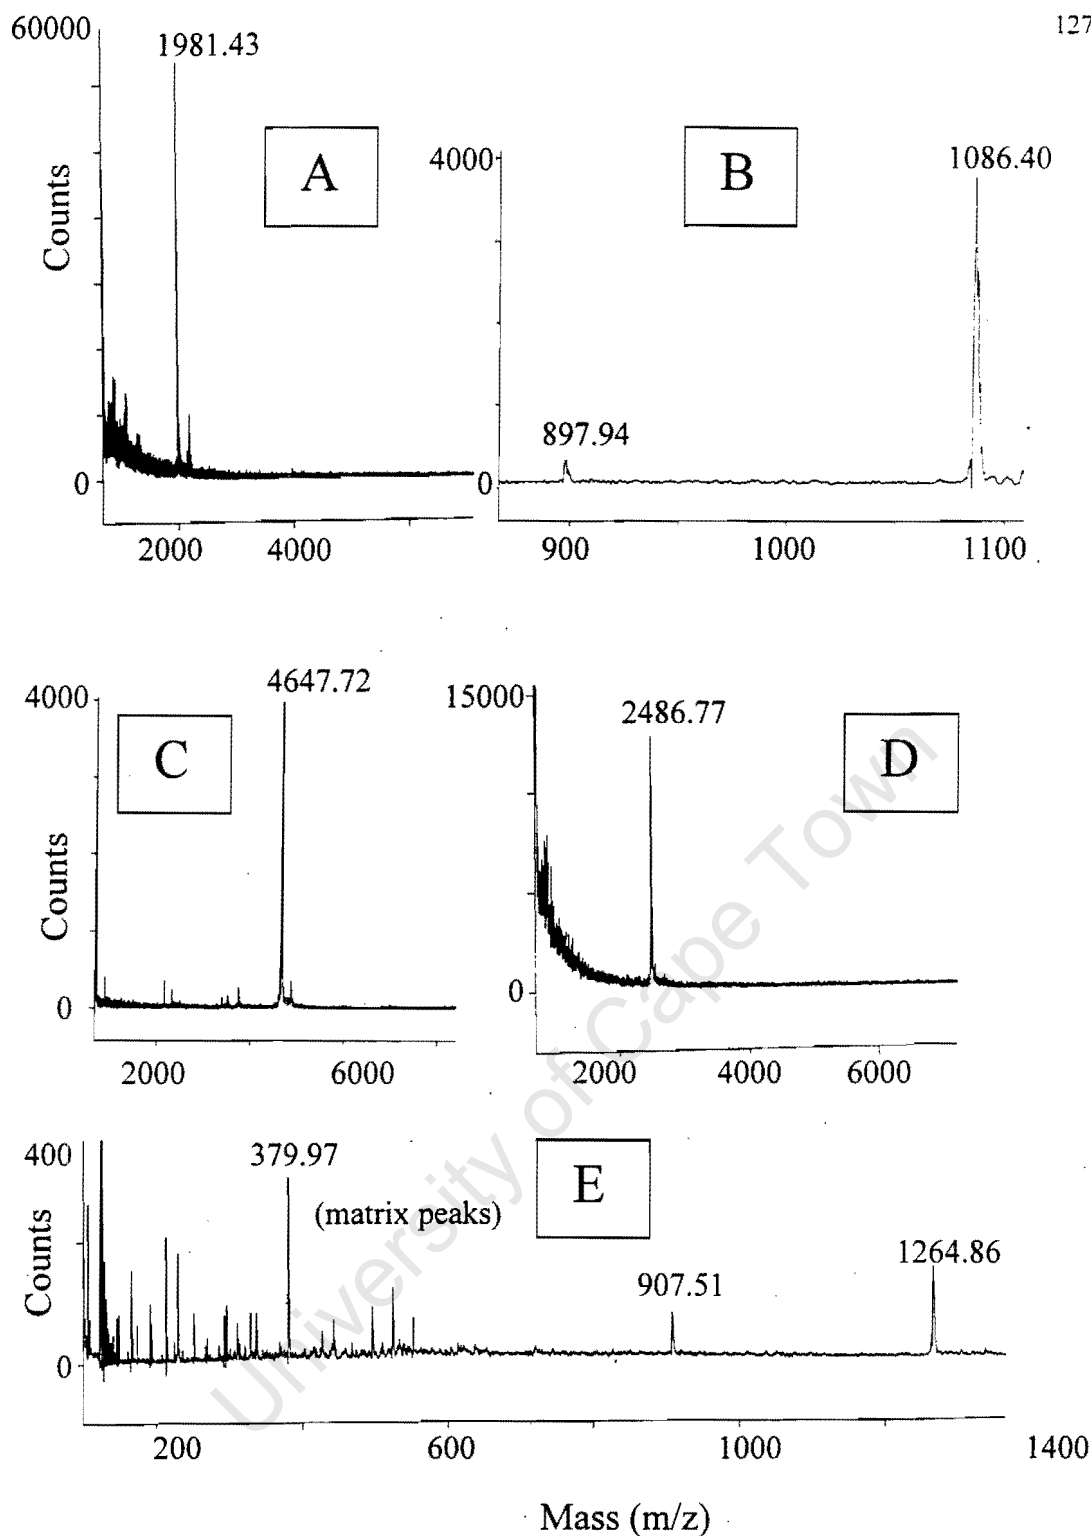 127
60000
1981.43
A
Counts
0
2000 4000
4000
1086.40
B
897.94
0
900 1000 1100
4000
4647.72
C
Counts
0
2000 6000
15000
2486.77
D
0
2000 4000 6000
400
379.97
(matrix peaks)
E
Counts
907.51
1264.86
0
200 600 1000 1400
Mass (m/z)
University of Cape Town